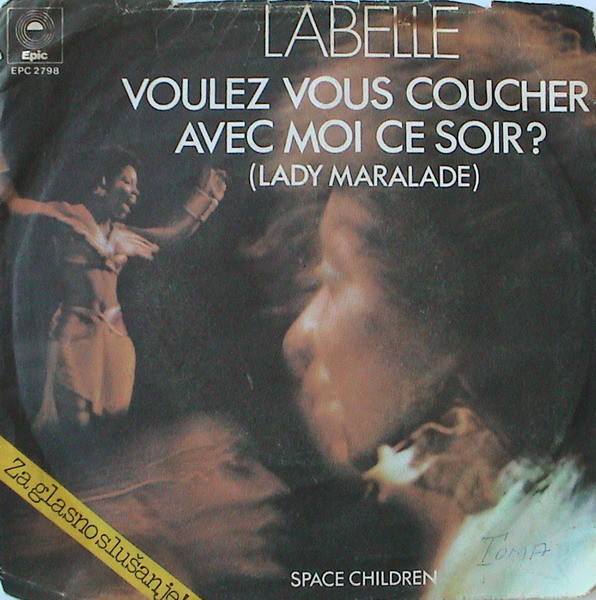 LABELLE
Epic
EPC 2798
VOULEZ VOUS COUCHER
AVEC MOI CE SOIR?
(LADY MARALADE)
Za glasno slušanje!
Toma
SPACE CHILDREN